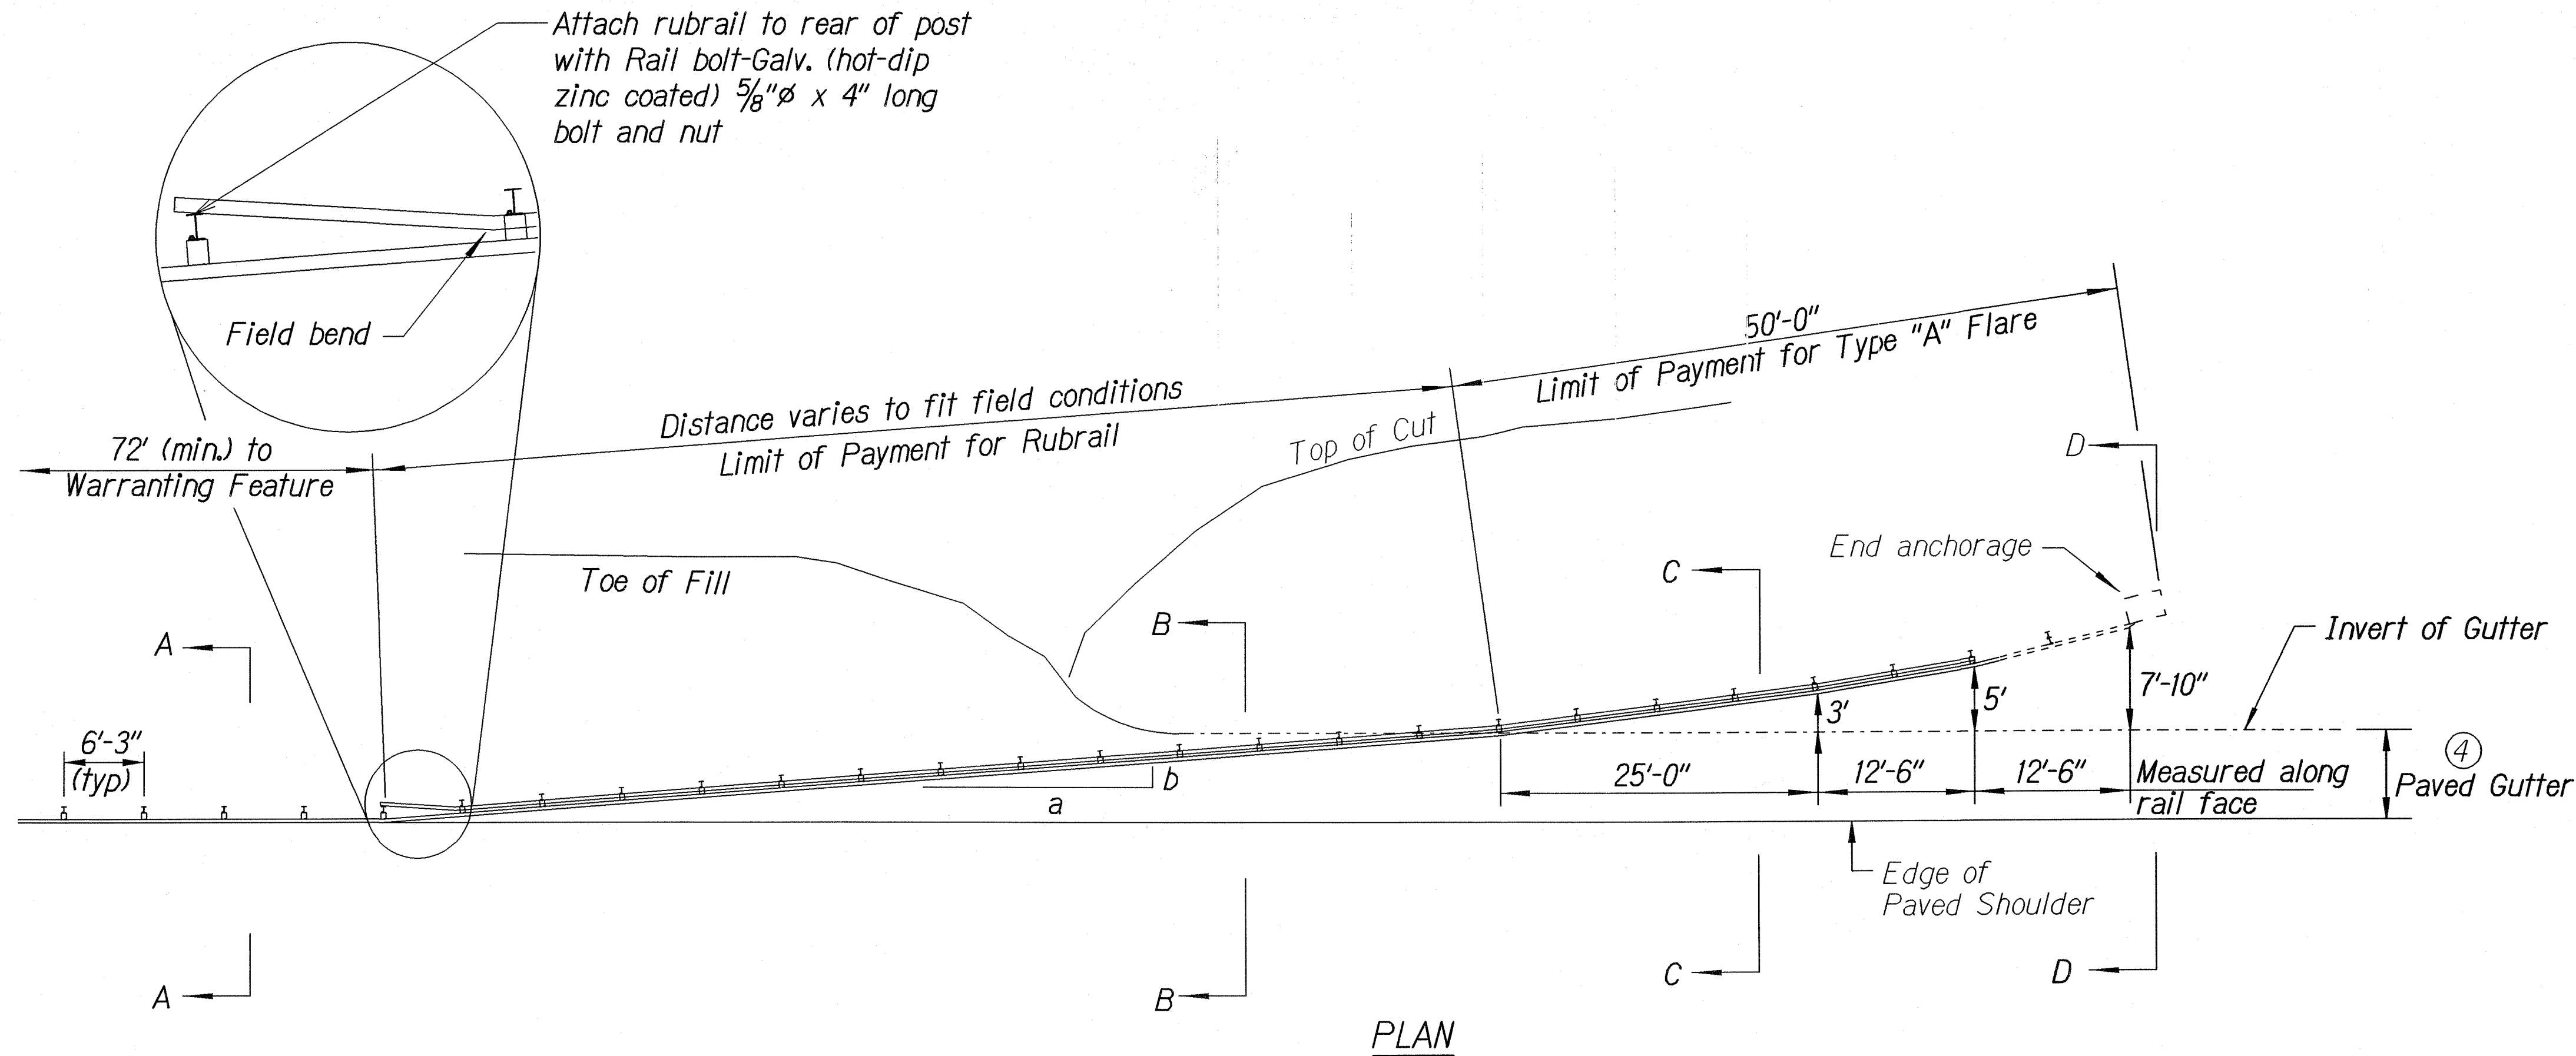 Attach rubrail to rear of post
with Rail bolt-Galv. (hot-dip
zinc coated) 5/8"ø x 4" long
bolt and nut
Field bend
50'-0"
Limit of Payment for Type "A" Flare
Distance varies to fit field conditions
Limit of Payment for Rubrail
72' (min.) to
Warranting Feature
Top of Cut
D
End anchorage
Toe of Fill
C
B
A
Invert of Gutter
7'-10"
5'
3'
6'-3"
(typ)
4
Paved Gutter
25'-0"
12'-6"
12'-6"
Measured along
rail face
b
a
Edge of
Paved Shoulder
A
B
C
D
PLAN